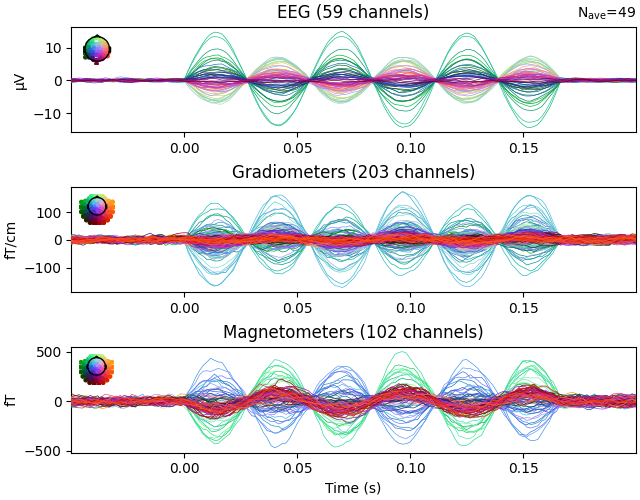 EEG (59 channels)
Nave=49
10
0
−10
µV
0.00 0.05 0.10 0.15
Gradiometers (203 channels)
100
0
−100
fT/cm
0.00 0.05 0.10 0.15
Magnetometers (102 channels)
500
0
−500
fT
0.00 0.05 0.10 0.15
Time (s)